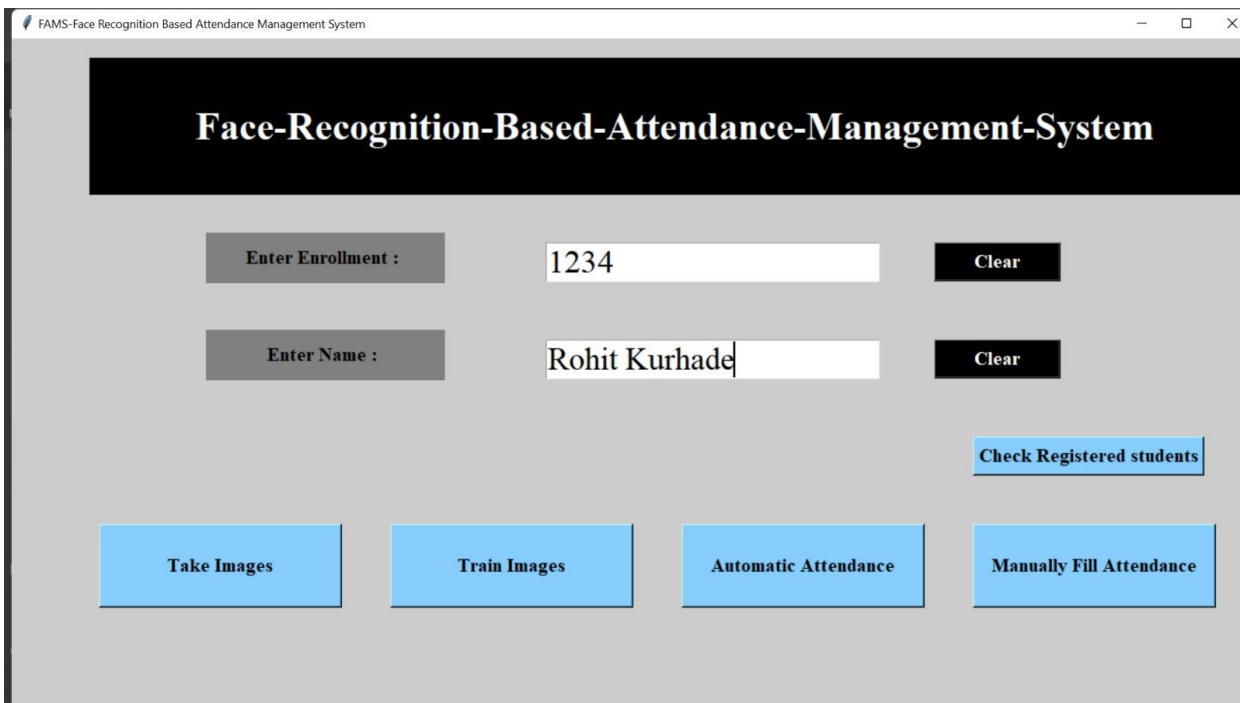 FAMS-Face Recognition Based Attendance Management System
Face-Recognition-Based-Attendance-Management-System
Enter Enrollment :
1234
Clear
Enter Name :
Rohit Kurhade
Clear
Check Registered students
Take Images
Train Images
Automatic Attendance
Manually Fill Attendance